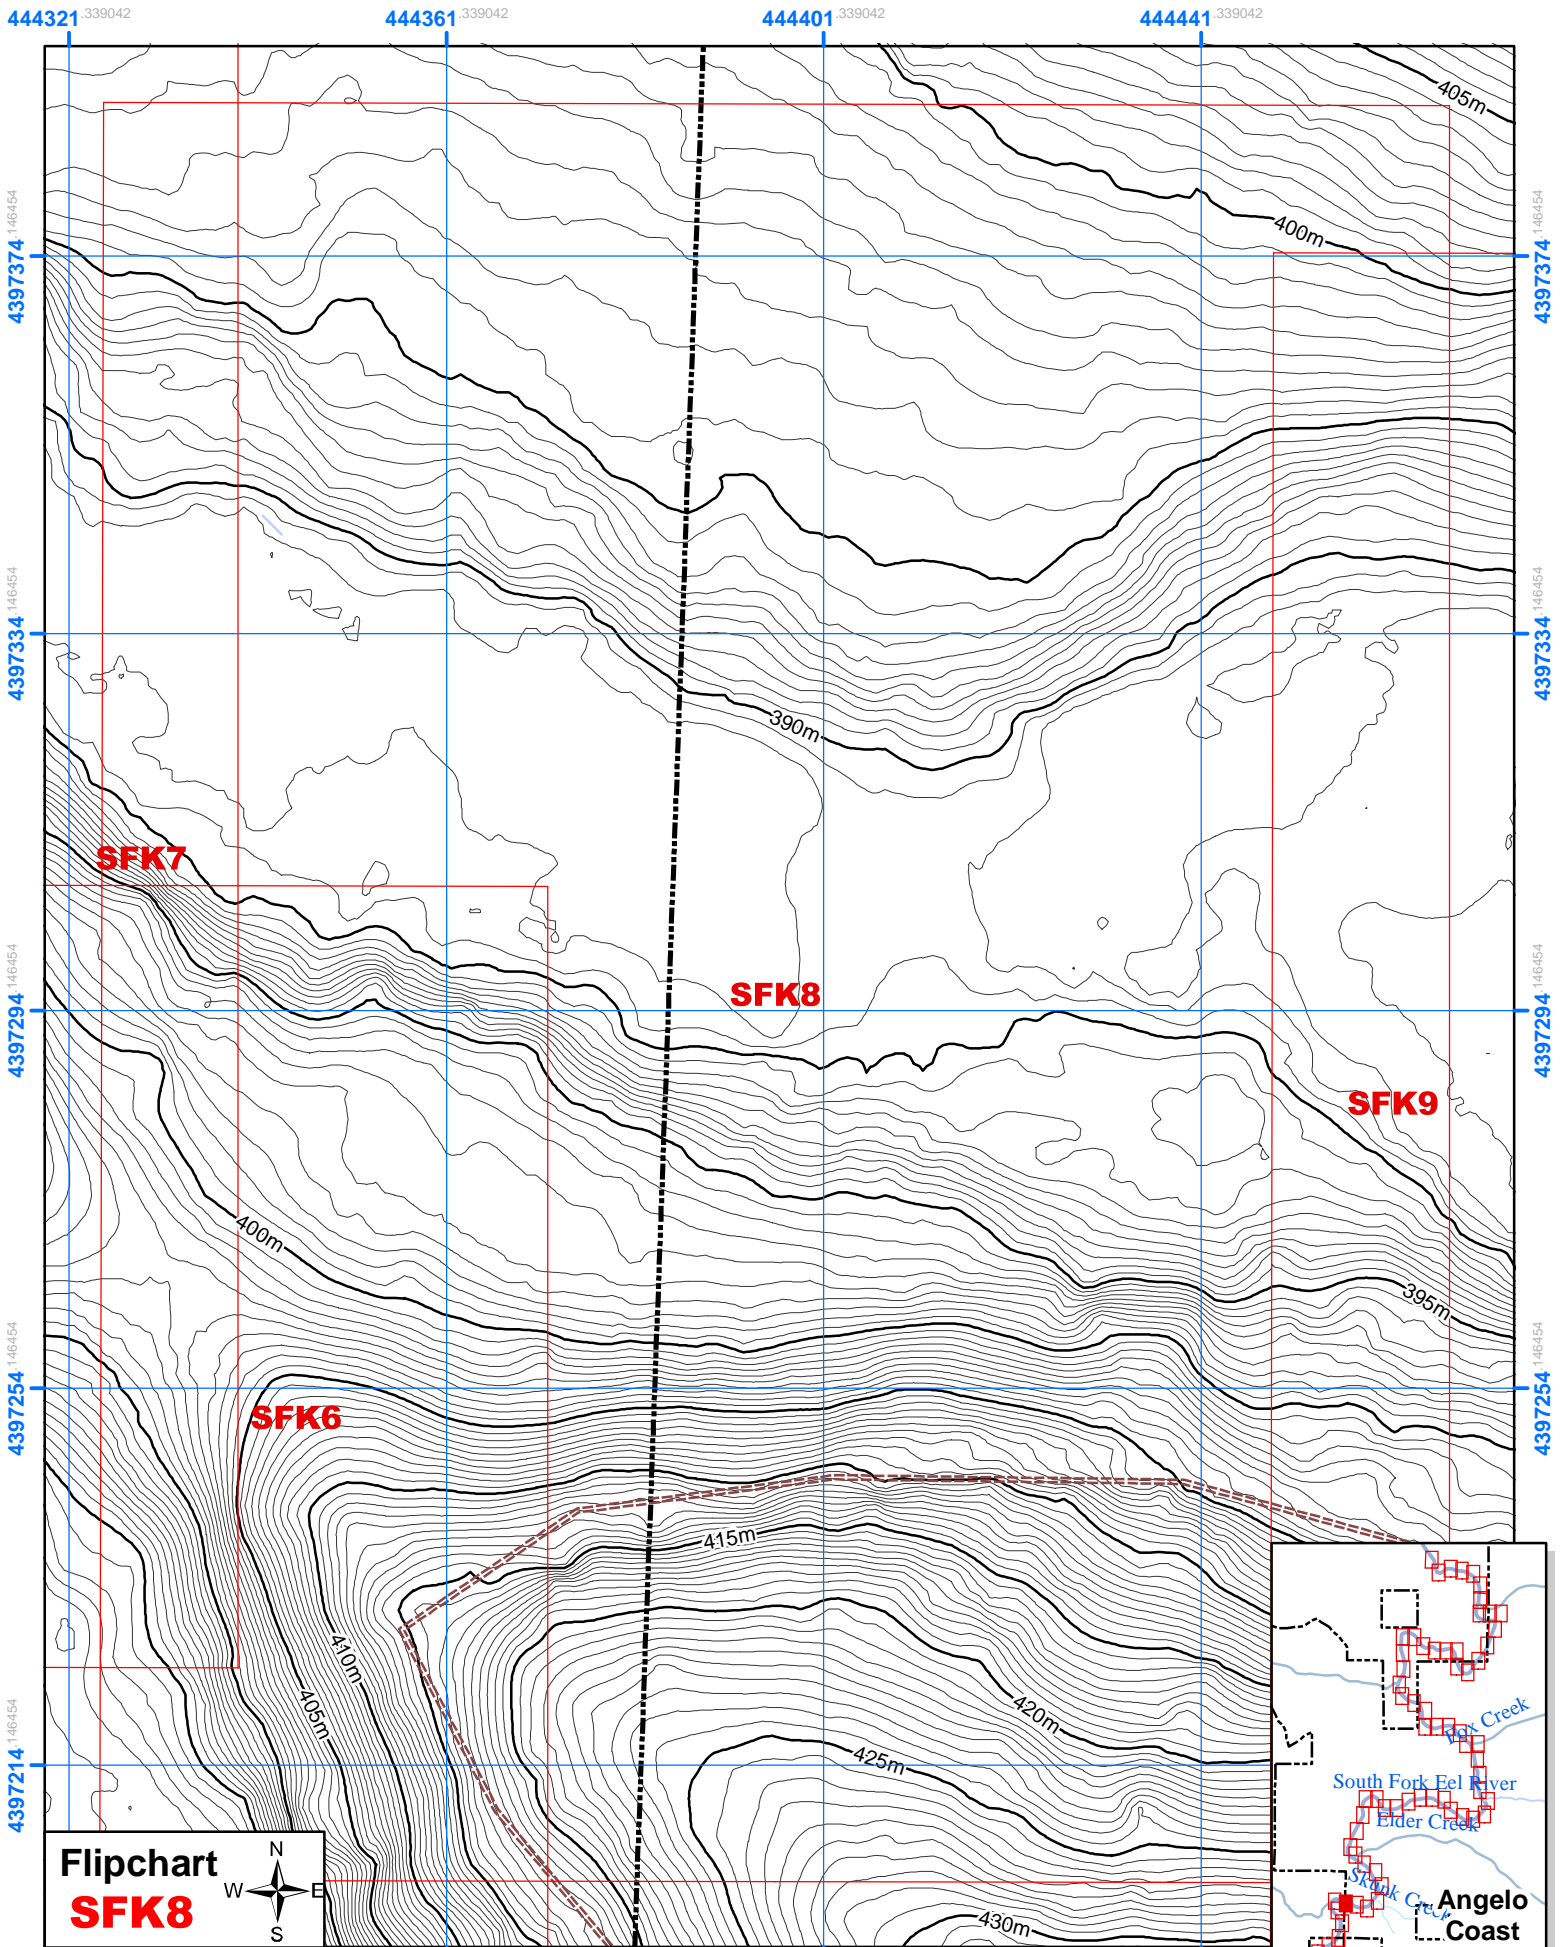 444321.339042 444361.339042 444401.339042 444441.339042
405m
400m
4397374.146454 4397374.146454
4397334.146454 4397334.146454
390m
SFK7
SFK8
4397294.146454 4397294.146454
SFK9
400m
395m
4397254.146454 4397254.146454
SFK6
415m
410m
405m
420m
425m
430m
4397214.146454
Fox Creek
South Fork Eel River
Elder Creek
Skunk Creek
Angelo
Coast
Flipchart
SFK8
N
W E
S